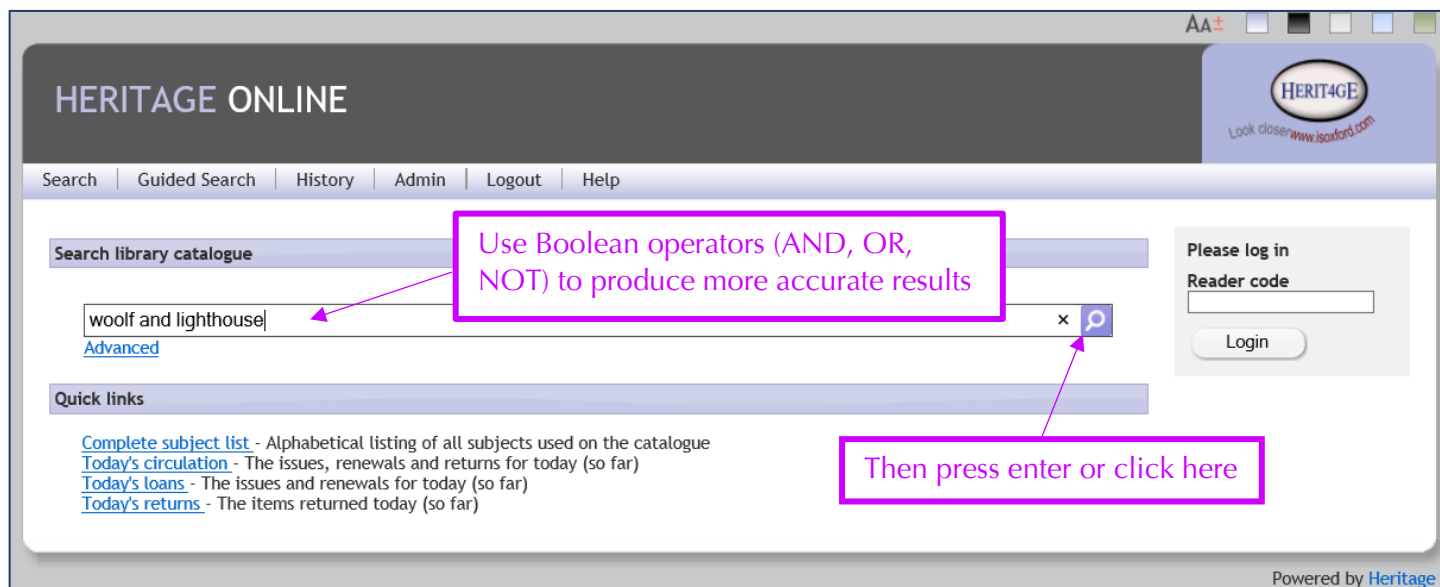 AA±
HERITAGE ONLINE
HERIT4GE
Look closer www.isoxford.com
Search | Guided Search | History | Admin | Logout | Help
Search library catalogue
Use Boolean operators (AND, OR,
NOT) to produce more accurate results
woolf and lighthouse
×
Advanced
Please log in
Reader code
Login
Quick links
Complete subject list - Alphabetical listing of all subjects used on the catalogue
Today's circulation - The issues, renewals and returns for today (so far)
Today's loans - The issues and renewals for today (so far)
Today's returns - The items returned today (so far)
Then press enter or click here
Powered by Heritage